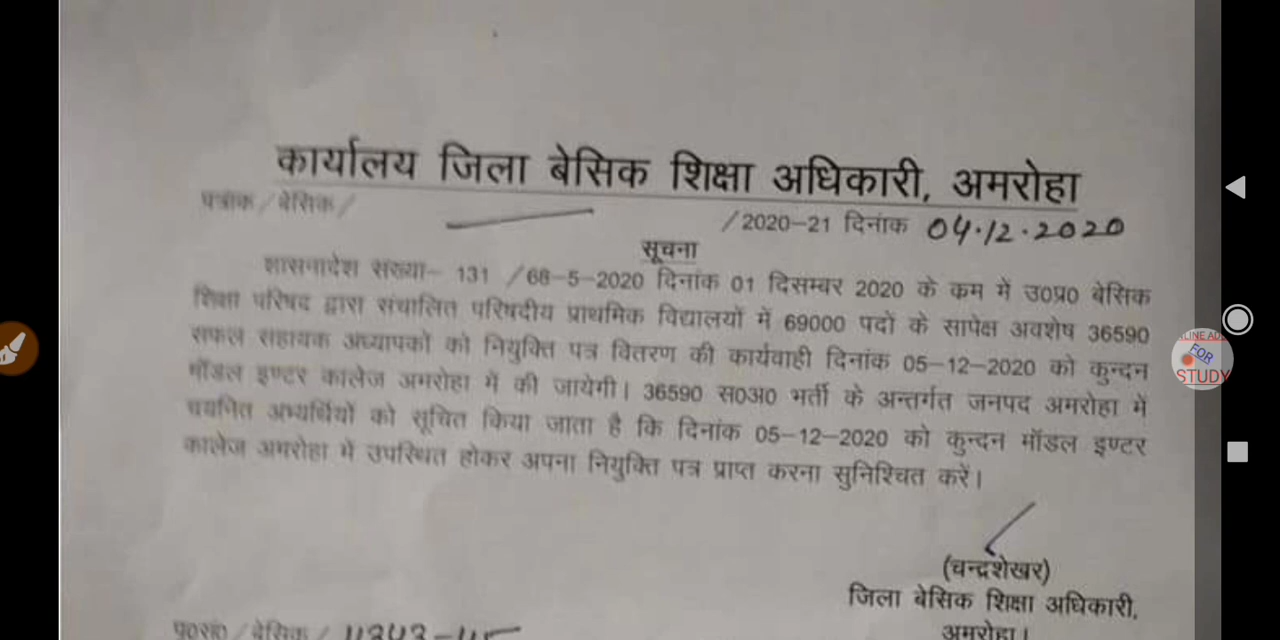 कार्यालय जिला बेसिक शिक्षा अधिकारी, अमरोहा
पत्रांक / बेसिक / /2020-21 दिनांक 04.12.2020
सूचना
शासनादेश संख्या- 131 /68-5-2020 दिनांक 01 दिसम्बर 2020 के कम में उ0प्र0 बेसिक
शिक्षा परिषद द्वारा संचालित परिषदीय प्राथमिक विद्यालयों में 69000 पदों के सापेक्ष अवशेष 36590
सफल सहायक अध्यापकों को नियुक्ति पत्र वितरण की कार्यवाही दिनांक 05-12-2020 को कुन्दन
मॉडल इण्टर कालेज अमरोहा में की जायेगी। 36590 स0अ0 भर्ती के अन्तर्गत जनपद अमरोहा में
चयनित अभ्यर्थियों को सूचित किया जाता है कि दिनांक 05-12-2020 को कुन्दन मॉडल इण्टर
कालेज अमरोहा में उपस्थित होकर अपना नियुक्ति पत्र प्राप्त करना सुनिश्चित करें।
(चन्द्रशेखर)
जिला बेसिक शिक्षा अधिकारी,
अमरोहा।
पृ0सं0 / बेसिक /
FOR
STUDY